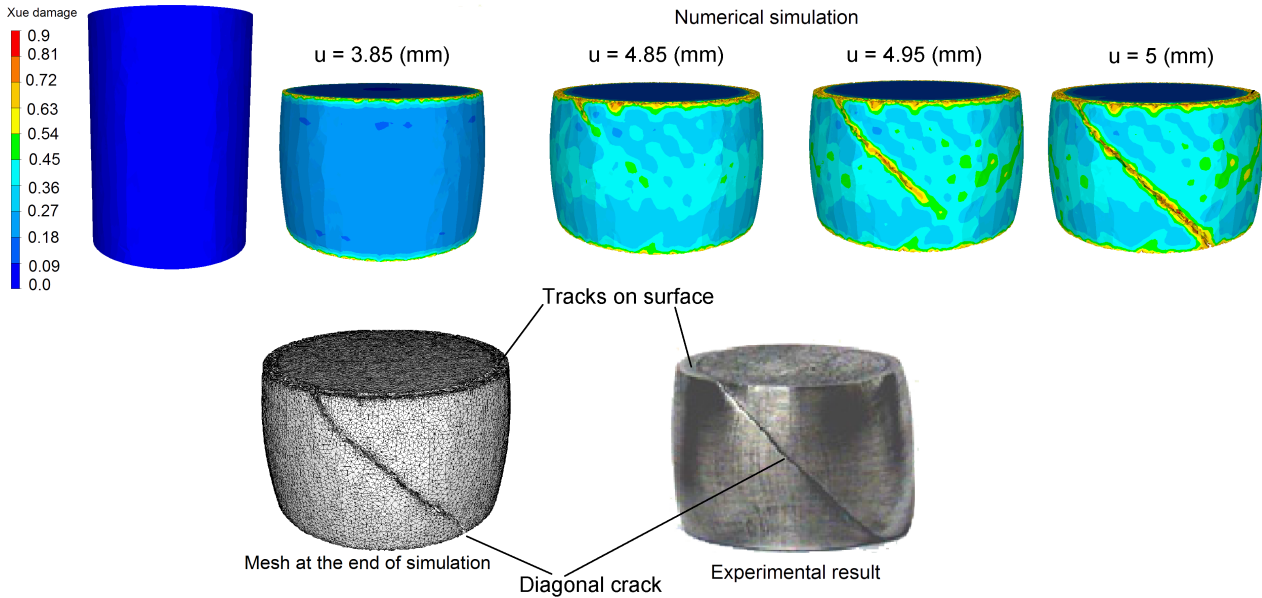 Xue damage
0.9
0.81
0.72
0.63
0.54
0.45
0.36
0.27
0.18
0.09
0.0
Numerical simulation
u = 3.85 (mm)
u = 4.85 (mm)
u = 4.95 (mm)
u = 5 (mm)
Tracks on surface
Mesh at the end of simulation
Experimental result
Diagonal crack